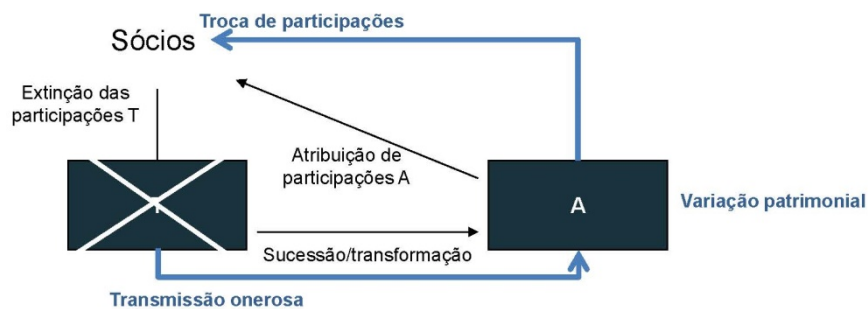 Troca de participações
Sócios
Extinção das
participações T
Atribuição de
participações A
T
A
Variação patrimonial
Sucessão/transformação
Transmissão onerosa